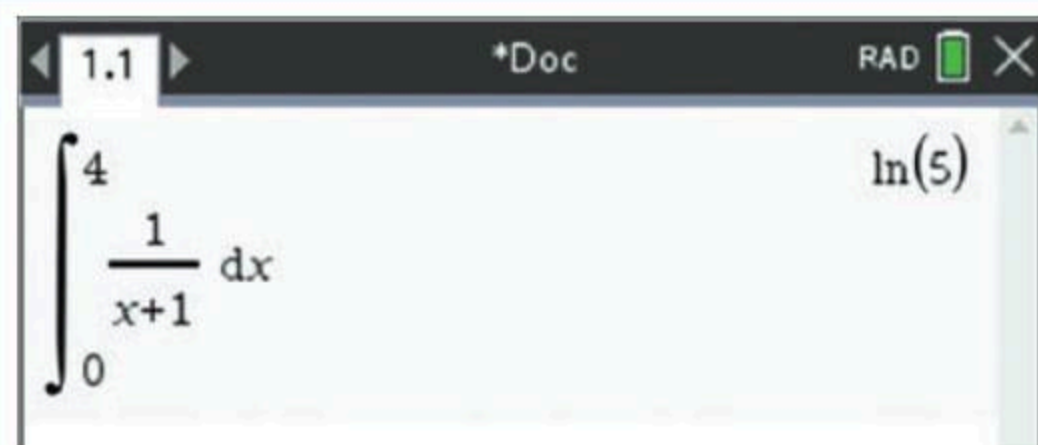 1.1 *Doc RAD
∫₀⁴ 1/(x+1) dx ln(5)